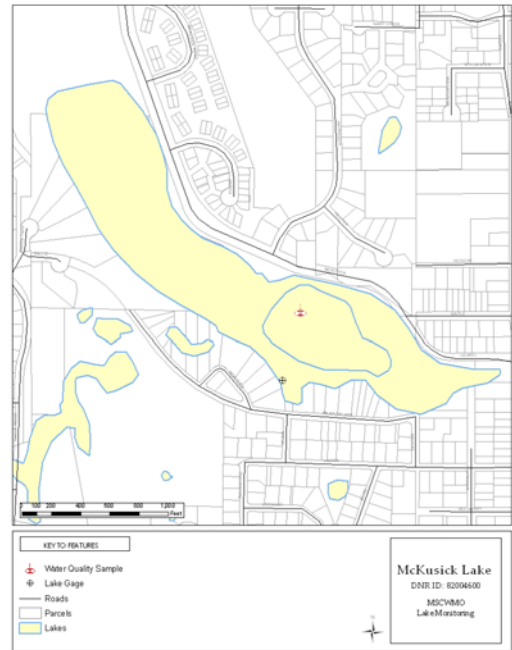 0 100 200 400 600 800 1,000
Feet
KEY TO FEATURES
Water Quality Sample
Lake Gage
Roads
Parcels
Lakes
McKusick Lake
DNR ID: 82004600
MSCWMO
Lake Monitoring